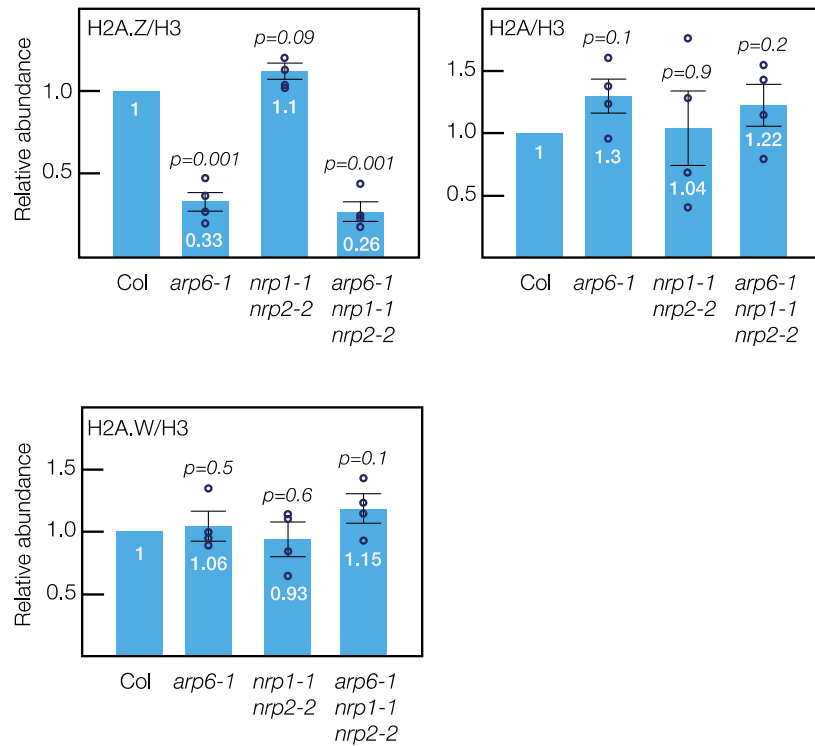 H2A.Z/H3
Relative abundance
1.0
0.5
p=0.001
p=0.09
p=0.001
1
0.33
1.1
0.26
Col
arp6-1
nrp1-1
nrp2-2
arp6-1
nrp1-1
nrp2-2
H2A/H3
1.5
1.0
0.5
p=0.1
p=0.9
p=0.2
1
1.3
1.04
1.22
Col
arp6-1
nrp1-1
nrp2-2
arp6-1
nrp1-1
nrp2-2
H2A.W/H3
Relative abundance
1.5
1.0
0.5
p=0.5
p=0.6
p=0.1
1
1.06
0.93
1.15
Col
arp6-1
nrp1-1
nrp2-2
arp6-1
nrp1-1
nrp2-2